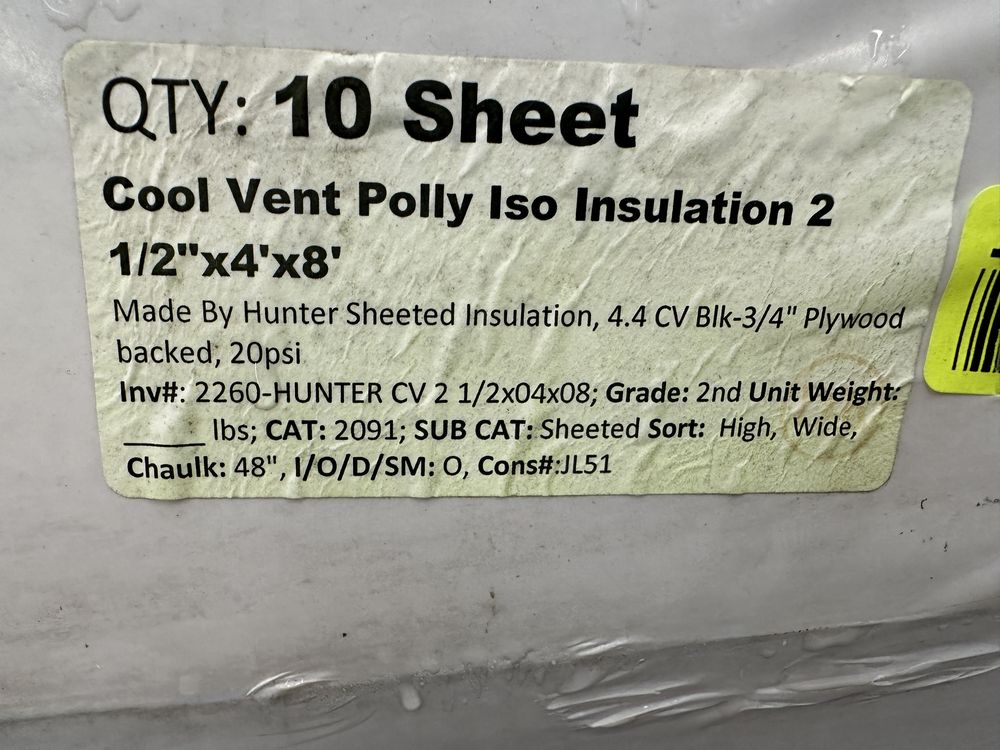 QTY: 10 Sheet
Cool Vent Polly Iso Insulation 2
1/2"x4'x8'
Made By Hunter Sheeted Insulation, 4.4 CV Blk-3/4" Plywood
backed, 20psi
Inv#: 2260-HUNTER CV 2 1/2x04x08; Grade: 2nd Unit Weight:
_____ lbs; CAT: 2091; SUB CAT: Sheeted Sort: High, Wide,
Chaulk: 48", I/O/D/SM: O, Cons#:JL51